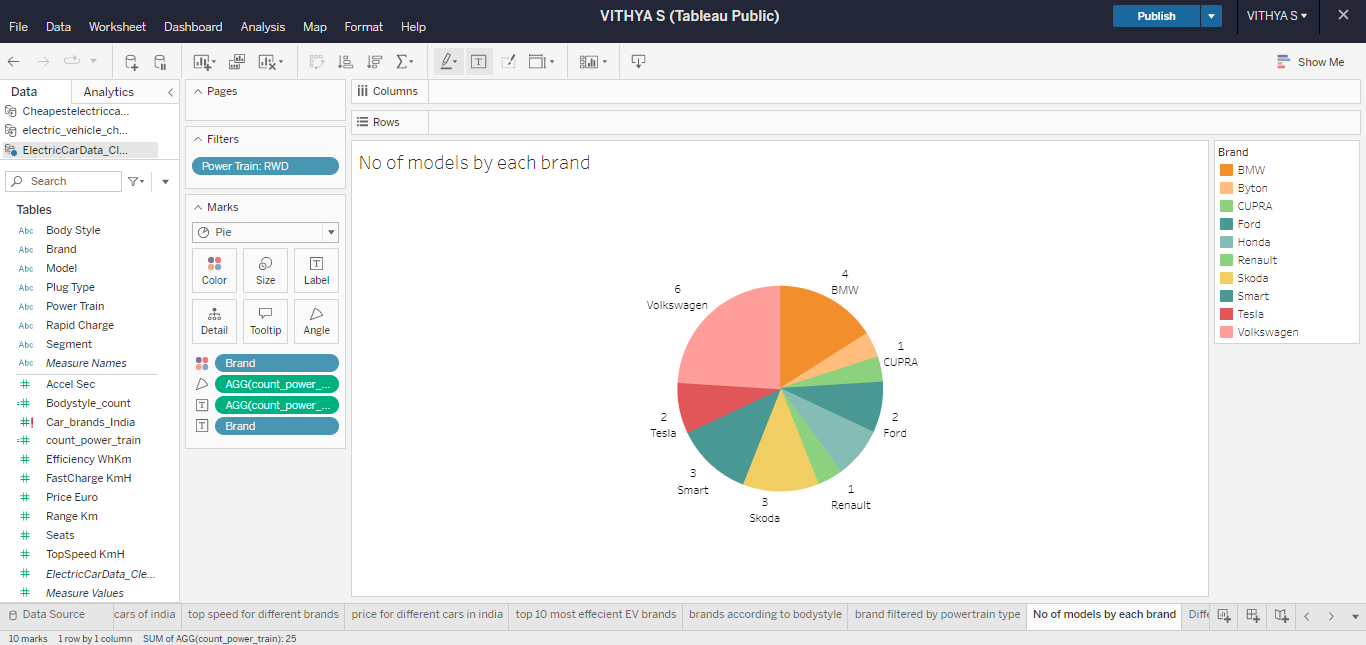 VITHYA S (Tableau Public)
Publish
VITHYA S
File Data Worksheet Dashboard Analysis Map Format Help
Show Me
Data Analytics
Cheapestelectricca...
electric_vehicle_ch...
ElectricCarData_Cl...
Search
Tables
Abc Body Style
Abc Brand
Abc Model
Abc Plug Type
Abc Power Train
Abc Rapid Charge
Abc Segment
Abc Measure Names
Accel Sec
Bodystyle_count
Car_brands_India
count_power_train
Efficiency WhKm
FastCharge KmH
Price Euro
Range Km
Seats
TopSpeed KmH
ElectricCarData_Cle...
Measure Values
Pages
Filters
Power Train: RWD
Marks
Pie
Color Size Label
Detail Tooltip Angle
Brand
AGG(count_power_...
AGG(count_power_...
Brand
Columns
Rows
No of models by each brand
4
BMW
1
CUPRA
2
Ford
1
Renault
3
Skoda
3
Smart
2
Tesla
6
Volkswagen
Brand
BMW
Byton
CUPRA
Ford
Honda
Renault
Skoda
Smart
Tesla
Volkswagen
Data Source cars of india top speed for different brands price for different cars in india top 10 most effecient EV brands brands according to bodystyle brand filtered by powertrain type No of models by each brand Diffe
10 marks 1 row by 1 column SUM of AGG(count_power_train): 25